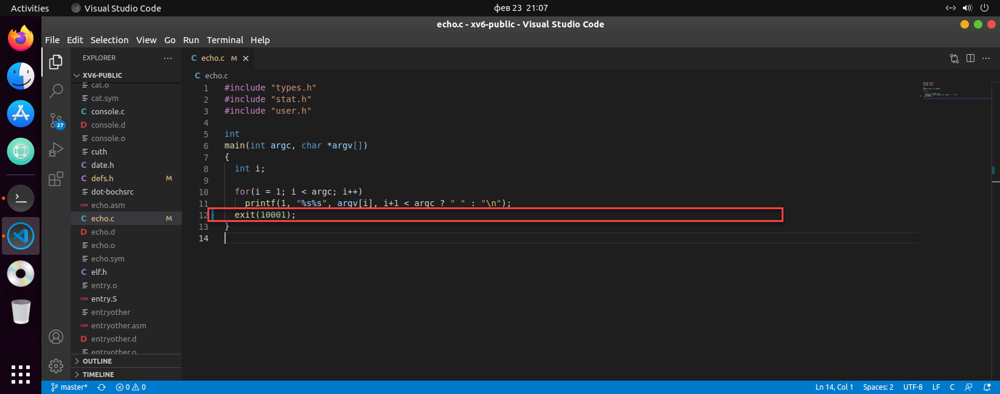 Activities
Visual Studio Code
фев 23 21:07
echo.c - xv6-public - Visual Studio Code
File Edit Selection View Go Run Terminal Help
EXPLORER
XV6-PUBLIC
cat.o
cat.sym
C console.c
D console.d
console.o
cuth
C date.h
C defs.h M
dot-bochsrc
ASM echo.asm
C echo.c M
D echo.d
echo.o
echo.sym
C elf.h
entry.o
ASM entry.S
entryother
ASM entryother.asm
D entryother.d
entryother.o
OUTLINE
TIMELINE
27
C echo.c M
C echo.c
1 #include "types.h"
2 #include "stat.h"
3 #include "user.h"
4
5 int
6 main(int argc, char *argv[])
7 {
8 int i;
9
10 for(i = 1; i < argc; i++)
11 printf(1, "%s%s", argv[i], i+1 < argc ? " " : "\n");
12 exit(10001);
13 }
14
master* 0 0
Ln 14, Col 1 Spaces: 2 UTF-8 LF C